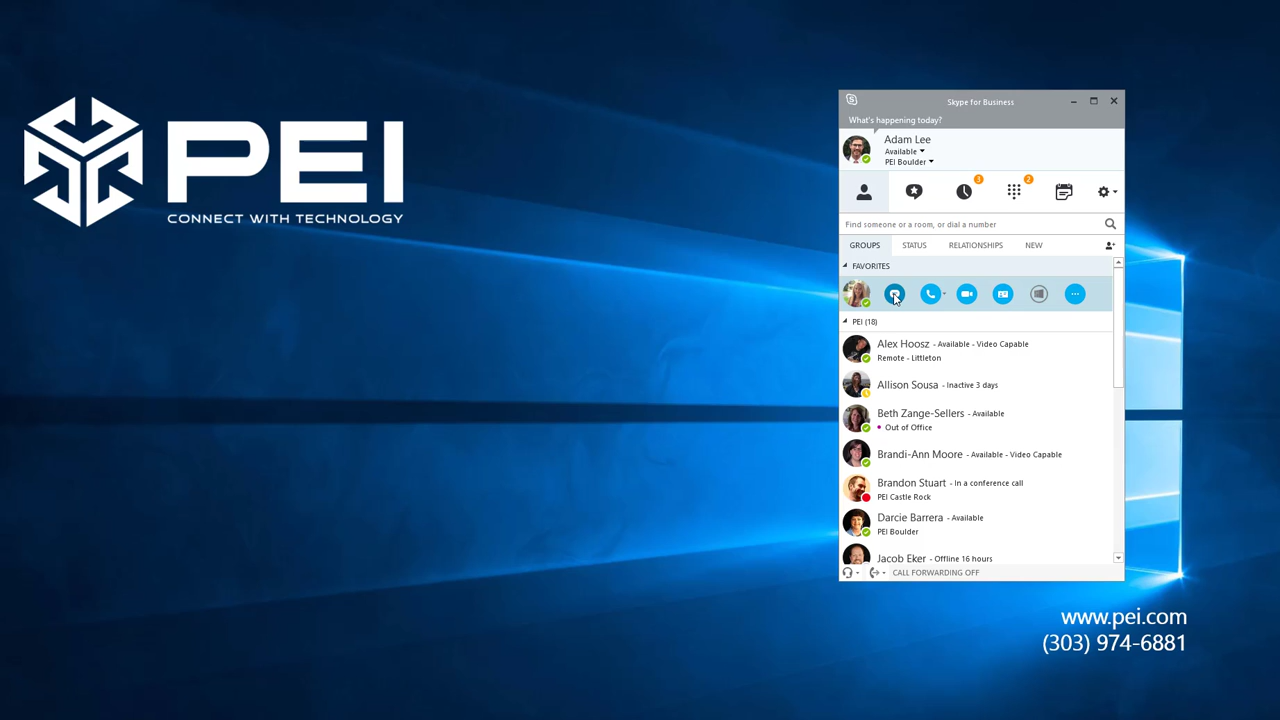 PEI
CONNECT WITH TECHNOLOGY
Skype for Business
What's happening today?
Adam Lee
Available
PEI Boulder
3
2
Find someone or a room, or dial a number
GROUPS STATUS RELATIONSHIPS NEW
FAVORITES
PEI (18)
Alex Hoosz - Available - Video Capable
Remote - Littleton
Allison Sousa - Inactive 3 days
Beth Zange-Sellers - Available
Out of Office
Brandi-Ann Moore - Available - Video Capable
Brandon Stuart - In a conference call
PEI Castle Rock
Darcie Barrera - Available
PEI Boulder
Jacob Eker - Offline 16 hours
CALL FORWARDING OFF
www.pei.com
(303) 974-6881